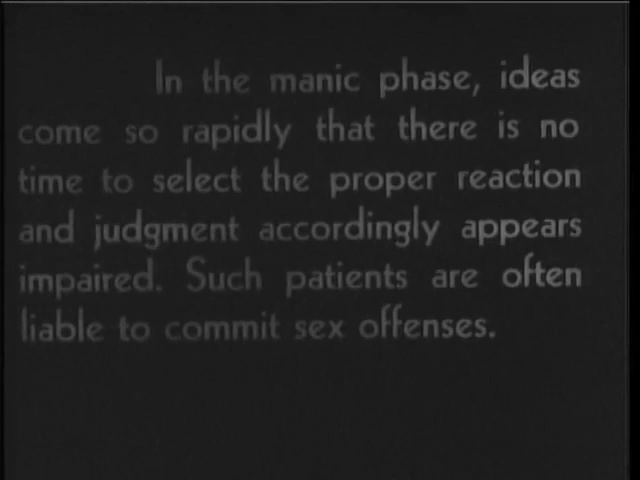 In the manic phase, ideas
come so rapidly that there is no
time to select the proper reaction
and judgment accordingly appears
impaired. Such patients are often
liable to commit sex offenses.